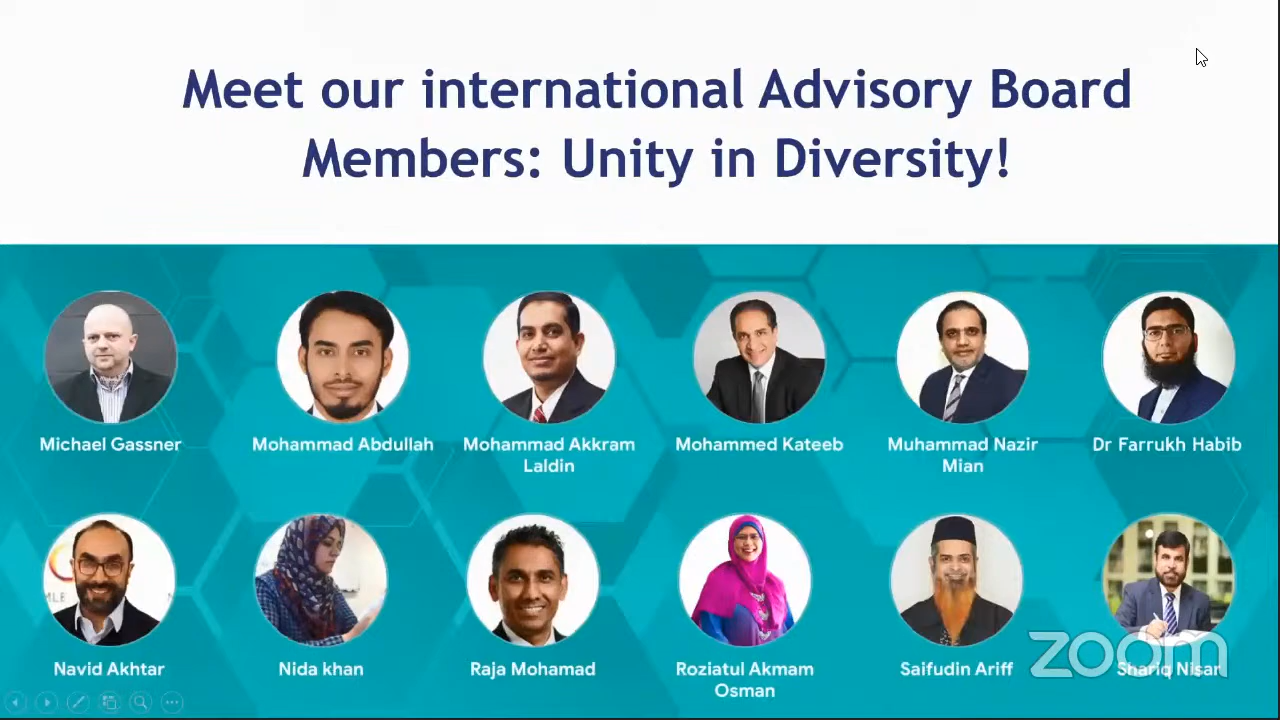 Meet our international Advisory Board
Members: Unity in Diversity!
Michael Gassner
Mohammad Abdullah
Mohammad Akkram
Laldin
Mohammed Kateeb
Muhammad Nazir
Mian
Dr Farrukh Habib
MLE
Navid Akhtar
Nida khan
Raja Mohamad
Roziatul Akmam
Osman
Saifudin Ariff
Shariq Nisar
zoom